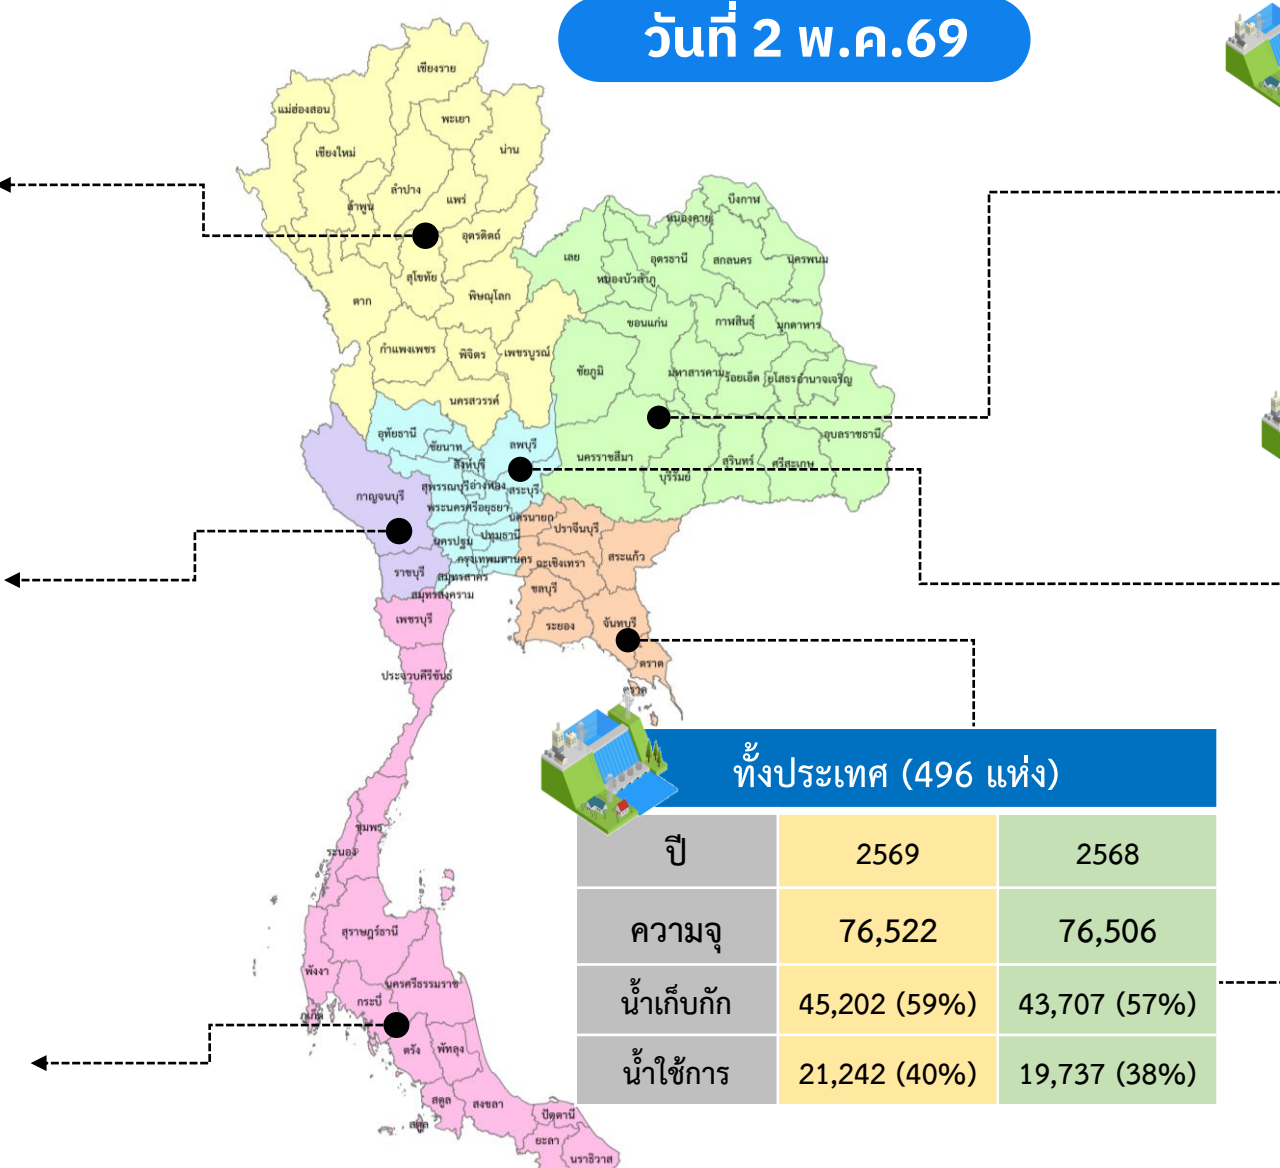 วันที่ 2 พ.ค.69
เชียงราย
แม่ฮ่องสอน
พะเยา
เชียงใหม่
น่าน
ลำปาง
ลำพูน
แพร่
อุตรดิตถ์
สุโขทัย
ตาก
พิษณุโลก
กำแพงเพชร
พิจิตร
เพชรบูรณ์
นครสวรรค์
บึงกาฬ
หนองคาย
เลย
อุดรธานี
สกลนคร
นครพนม
หนองบัวลำภู
ขอนแก่น
กาฬสินธุ์
มุกดาหาร
ชัยภูมิ
มหาสารคาม
ร้อยเอ็ด
ยโสธร
อำนาจเจริญ
อุบลราชธานี
นครราชสีมา
บุรีรัมย์
สุรินทร์
ศรีสะเกษ
อุทัยธานี
ชัยนาท
ลพบุรี
สิงห์บุรี
สุพรรณบุรี
อ่างทอง
สระบุรี
พระนครศรีอยุธยา
กาญจนบุรี
นครนายก
ปราจีนบุรี
นครปฐม
ปทุมธานี
กรุงเทพมหานคร
ฉะเชิงเทรา
สระแก้ว
ราชบุรี
สมุทรสาคร
สมุทรสงคราม
ชลบุรี
เพชรบุรี
ระยอง
จันทบุรี
ตราด
ตราด
ประจวบคีรีขันธ์
ชุมพร
ระนอง
สุราษฎร์ธานี
พังงา
นครศรีธรรมราช
กระบี่
ภูเก็ต
ตรัง
พัทลุง
สตูล
สตูล
สงขลา
ปัตตานี
ยะลา
นราธิวาส
ทั้งประเทศ (496 แห่ง)
ปี 2569 2568
ความจุ 76,522 76,506
น้ำเก็บกัก 45,202 (59%) 43,707 (57%)
น้ำใช้การ 21,242 (40%) 19,737 (38%)